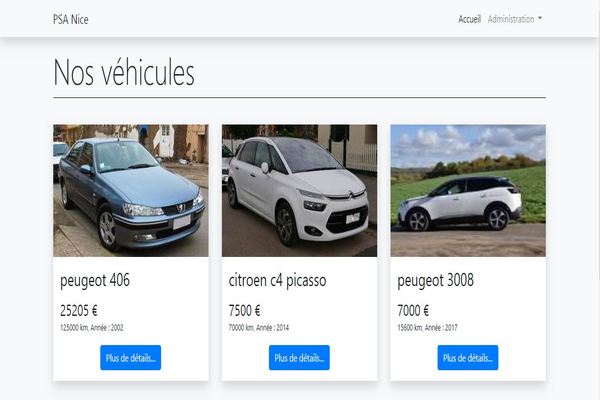 PSA Nice
Accueil Administration
Nos véhicules
peugeot 406
25205 €
125000 km, Année : 2002
Plus de détails...
citroen c4 picasso
7500 €
70000 km, Année : 2014
Plus de détails...
peugeot 3008
7000 €
15600 km, Année : 2017
Plus de détails...